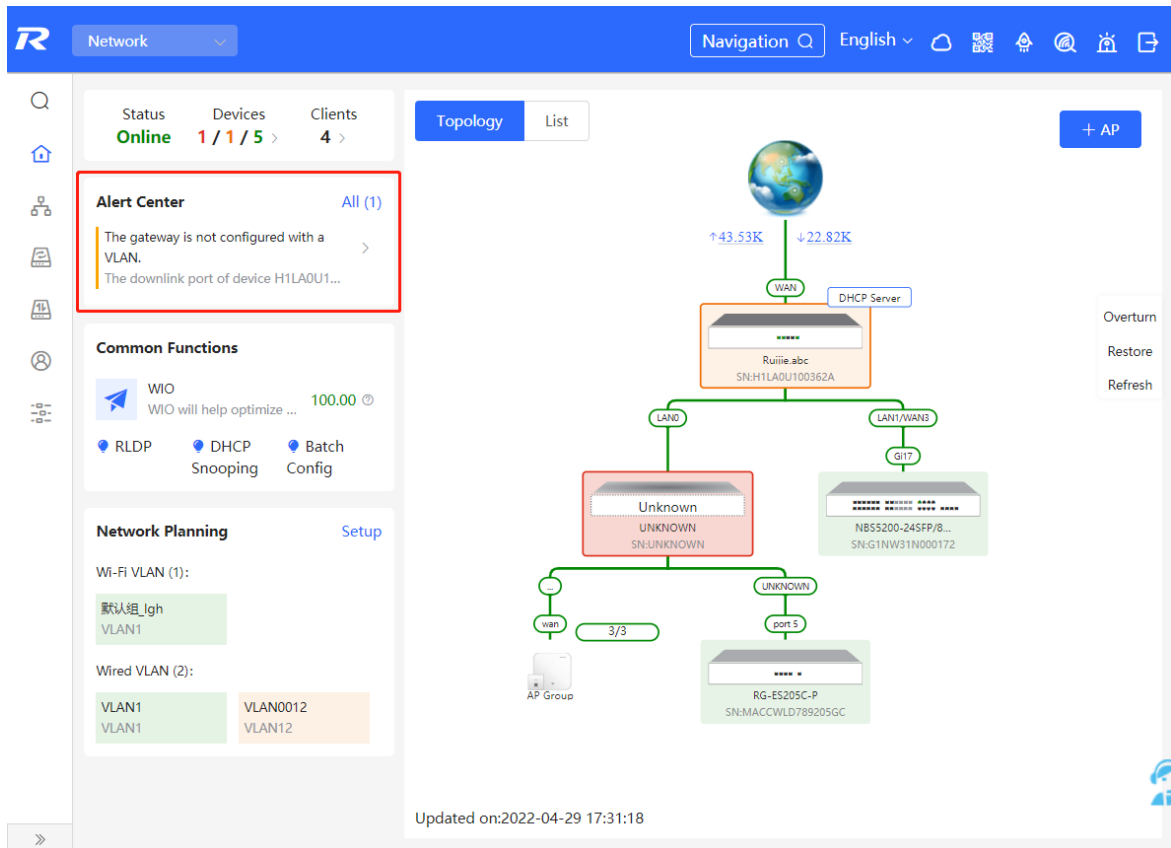 Network
Navigation
English
Status Devices Clients
Online 1 / 1 / 5 4
Alert Center All (1)
The gateway is not configured with a
VLAN.
The downlink port of device H1LA0U1...
Common Functions
WIO
WIO will help optimize ... 100.00
RLDP DHCP Snooping Batch Config
Network Planning Setup
Wi-Fi VLAN (1):
默认组_lgh
VLAN1
Wired VLAN (2):
VLAN1 VLAN0012
VLAN1 VLAN12
Topology List
+ AP
↑43.53K ↓22.82K
WAN
DHCP Server
Ruijie.abc
SN:H1LA0U100362A
LAN0 LAN1/WAN3
Gi17
Unknown
UNKNOWN
SN:UNKNOWN
NBS5200-24SFP/8...
SN:G1NW31N000172
... UNKNOWN
wan 3/3 port 5
AP Group
RG-ES205C-P
SN:MACCWLD789205GC
Overturn
Restore
Refresh
Updated on:2022-04-29 17:31:18